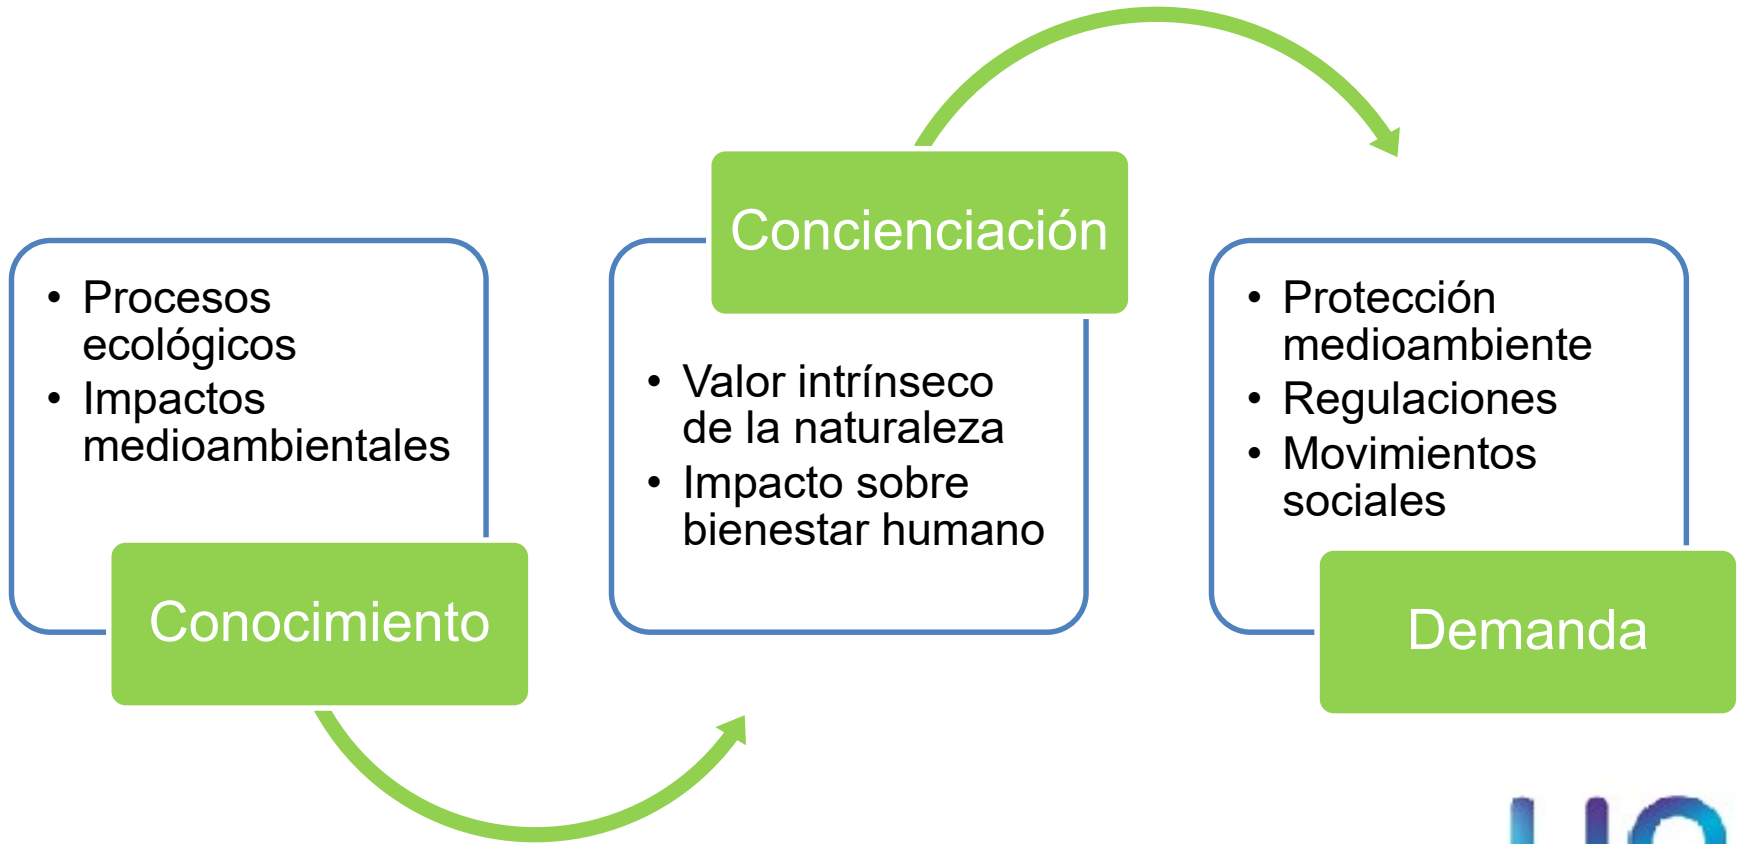 • Procesos
ecológicos
• Impactos
medioambientales
Conocimiento
Concienciación
• Valor intrínseco
de la naturaleza
• Impacto sobre
bienestar humano
• Protección
medioambiente
• Regulaciones
• Movimientos
sociales
Demanda